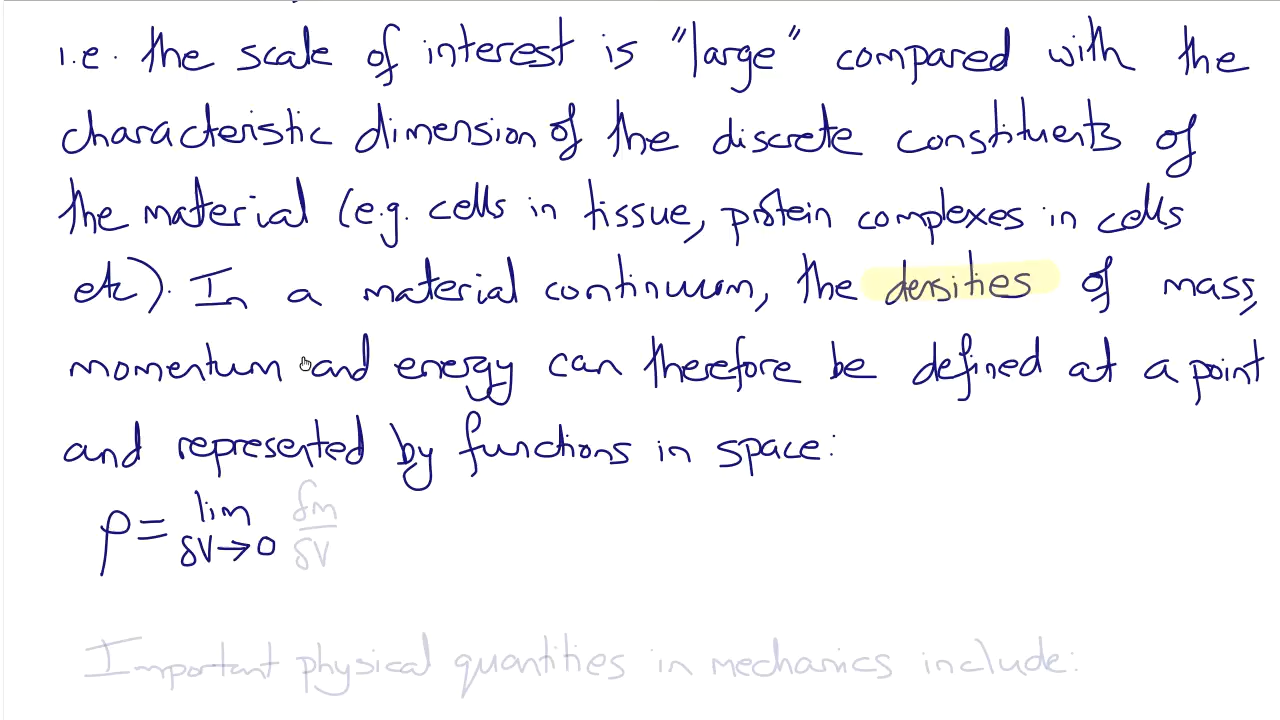 i.e. the scale of interest is "large" compared with the
characteristic dimension of the discrete constituents of
the material (e.g. cells in tissue, protein complexes in cells
etc). In a material continuum, the densities of mass,
momentum and energy can therefore be defined at a point
and represented by functions in space:
ρ = lim δm
δV→0 δV
Important physical quantities in mechanics include: